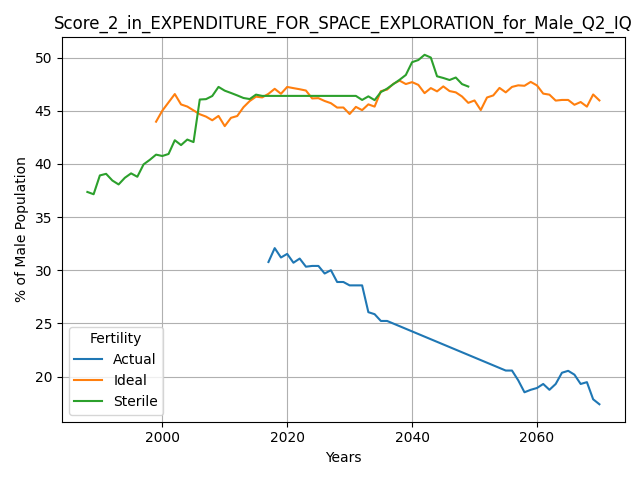 Score_2_in_EXPENDITURE_FOR_SPACE_EXPLORATION_for_Male_Q2_IQ
% of Male Population
50
45
40
35
30
25
20
Fertility
Actual
Ideal
Sterile
2000 2020 2040 2060
Years